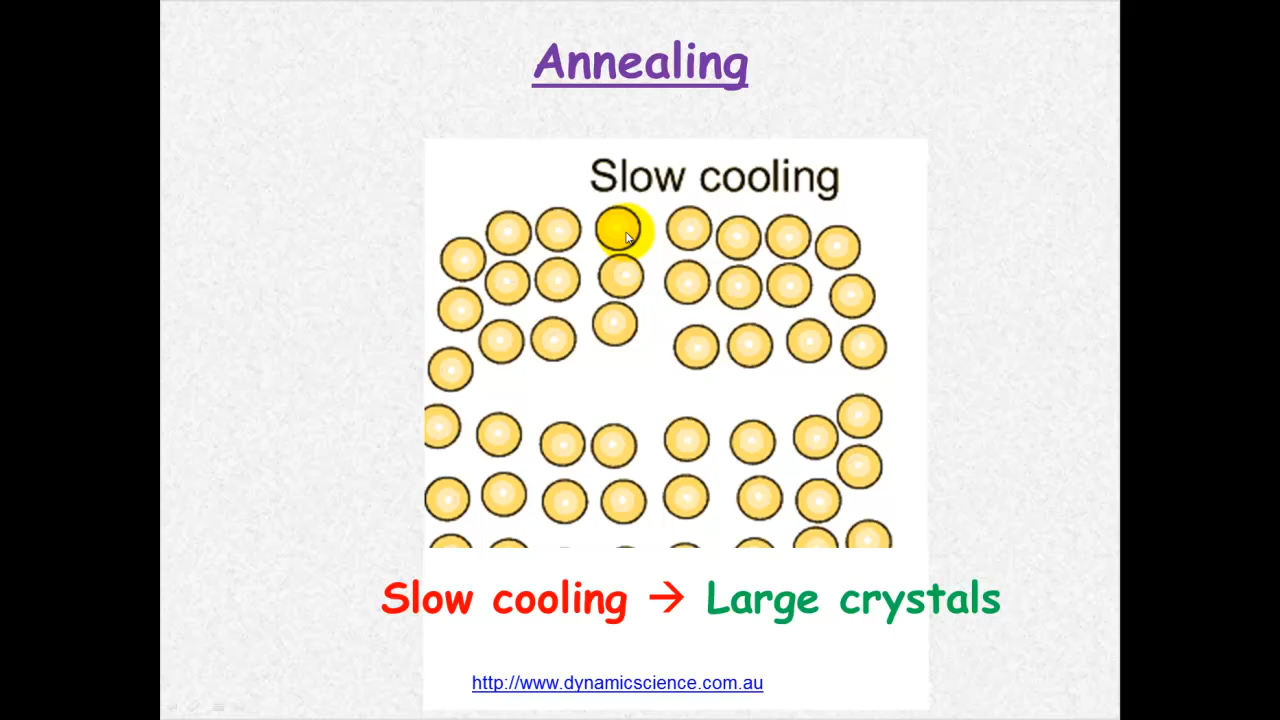 Annealing
Slow cooling
Slow cooling → Large crystals
http://www.dynamicscience.com.au